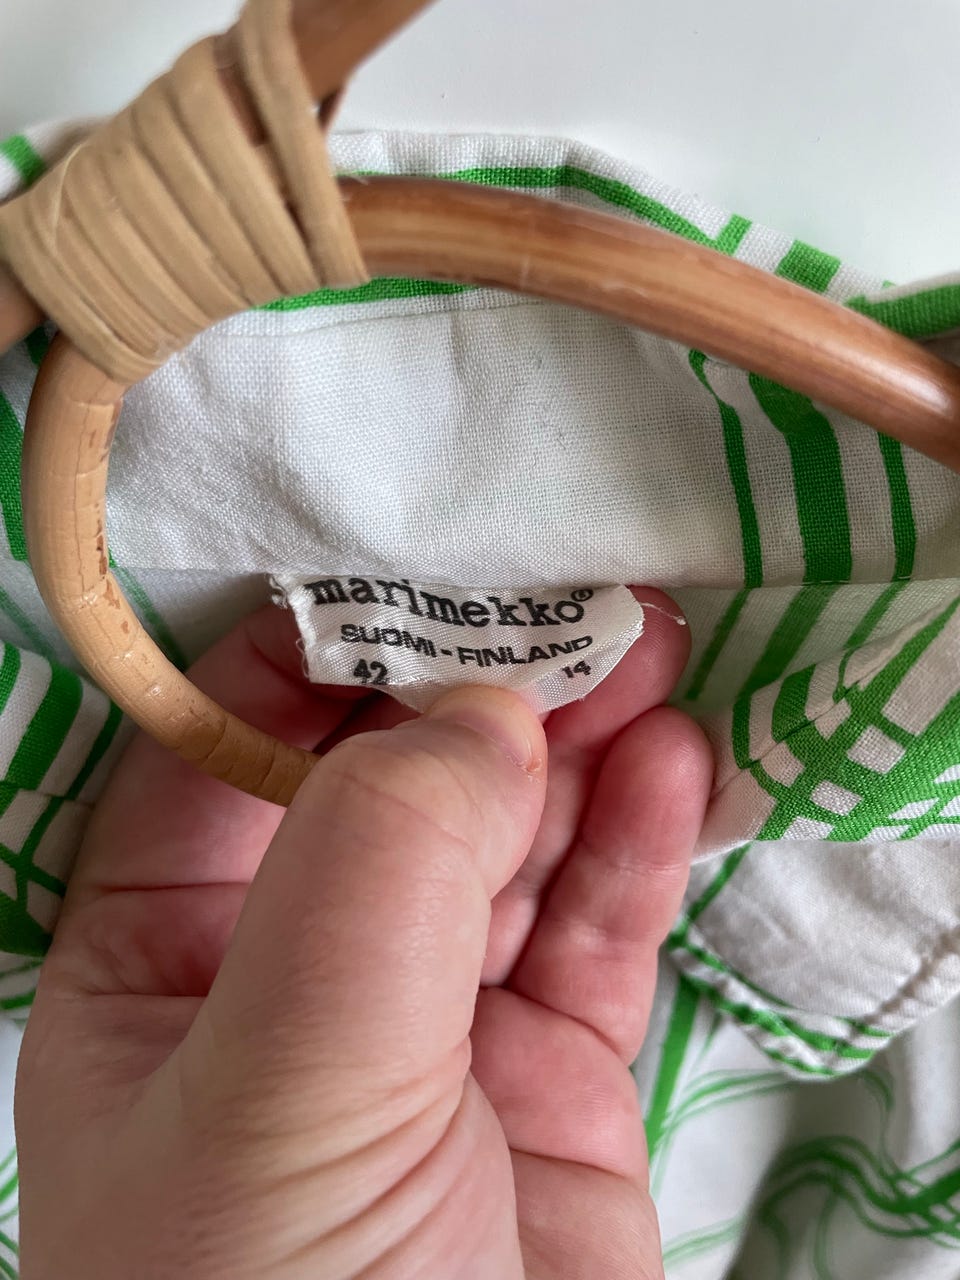 marimekko®
SUOMI - FINLAND
42 14